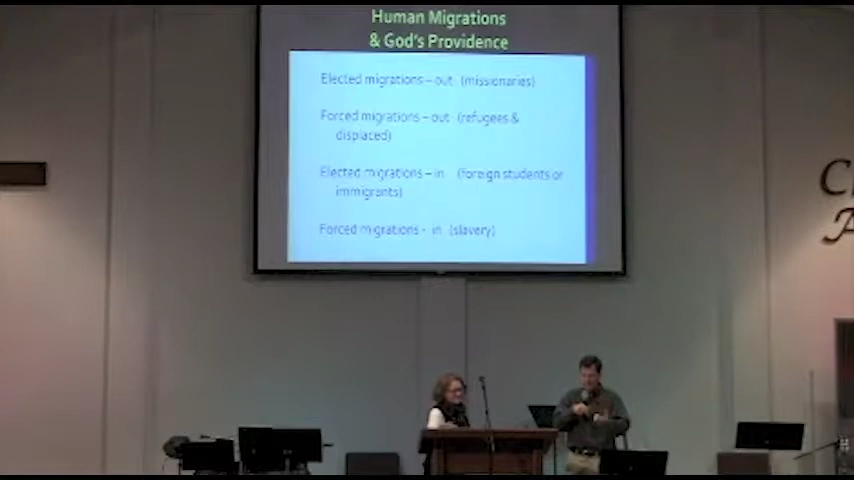 Human Migrations
& God's Providence
Elected migrations – out (missionaries)
Forced migrations – out (refugees &
displaced)
Elected migrations – in (foreign students or
immigrants)
Forced migrations - in (slavery)